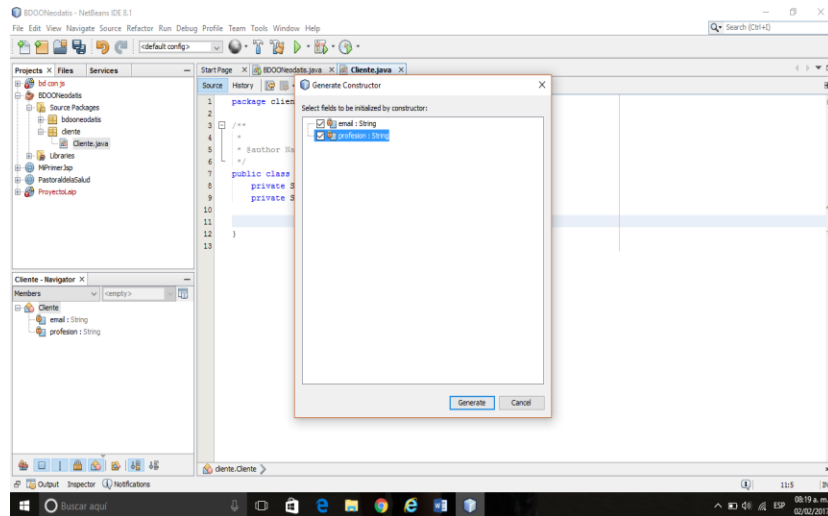 BDOONeodatis - NetBeans IDE 8.1
File Edit View Navigate Source Refactor Run Debug Profile Team Tools Window Help
Search (Ctrl+I)
<default config>
Projects Files Services
bd con js
BDOONeodatis
Source Packages
bdooneodatis
cliente
Cliente.java
Libraries
MiPrimerJsp
PastoraldelaSalud
ProyectoLaip
Start Page BDOONeodatis.java Cliente.java
Source History
1 package clien
2
3 /**
4 *
5 * @author Na
6 */
7 public class
8 private S
9 private S
10
11
12 }
13
Generate Constructor
Select fields to be initialized by constructor:
email : String
profesion : String
Generate Cancel
Cliente - Navigator
Members <empty>
Cliente
email : String
profesion : String
cliente.Cliente
Output Inspector Notifications
11:5
Buscar aquí
ESP
08:19 a. m.
02/02/2017